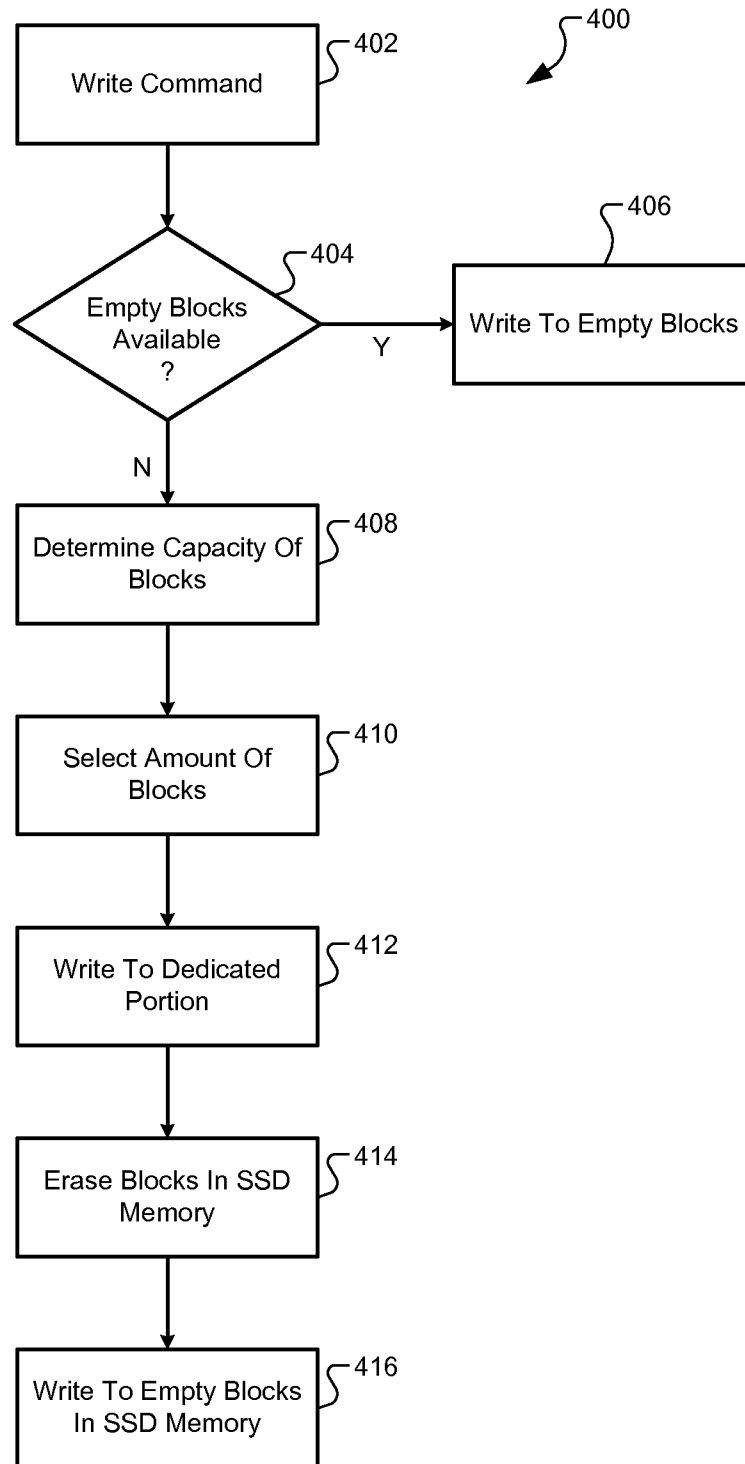 400
402
Write Command
404
Empty Blocks
Available
?
Y
406
Write To Empty Blocks
N
408
Determine Capacity Of
Blocks
410
Select Amount Of
Blocks
412
Write To Dedicated
Portion
414
Erase Blocks In SSD
Memory
416
Write To Empty Blocks
In SSD Memory